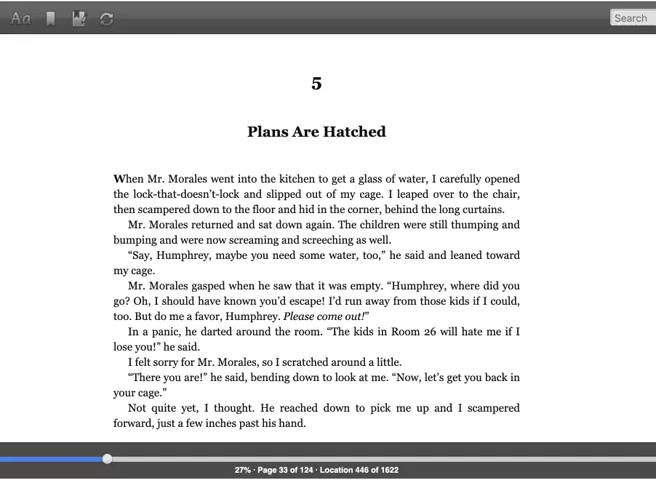 Aa
Search
5
Plans Are Hatched
When Mr. Morales went into the kitchen to get a glass of water, I carefully opened
the lock-that-doesn't-lock and slipped out of my cage. I leaped over to the chair,
then scampered down to the floor and hid in the corner, behind the long curtains.
Mr. Morales returned and sat down again. The children were still thumping and
bumping and were now screaming and screeching as well.
“Say, Humphrey, maybe you need some water, too,” he said and leaned toward
my cage.
Mr. Morales gasped when he saw that it was empty. “Humphrey, where did you
go? Oh, I should have known you'd escape! I'd run away from those kids if I could,
too. But do me a favor, Humphrey. Please come out!”
In a panic, he darted around the room. “The kids in Room 26 will hate me if I
lose you!” he said.
I felt sorry for Mr. Morales, so I scratched around a little.
“There you are!” he said, bending down to look at me. “Now, let's get you back in
your cage.”
Not quite yet, I thought. He reached down to pick me up and I scampered
forward, just a few inches past his hand.
27% · Page 33 of 124 · Location 446 of 1622